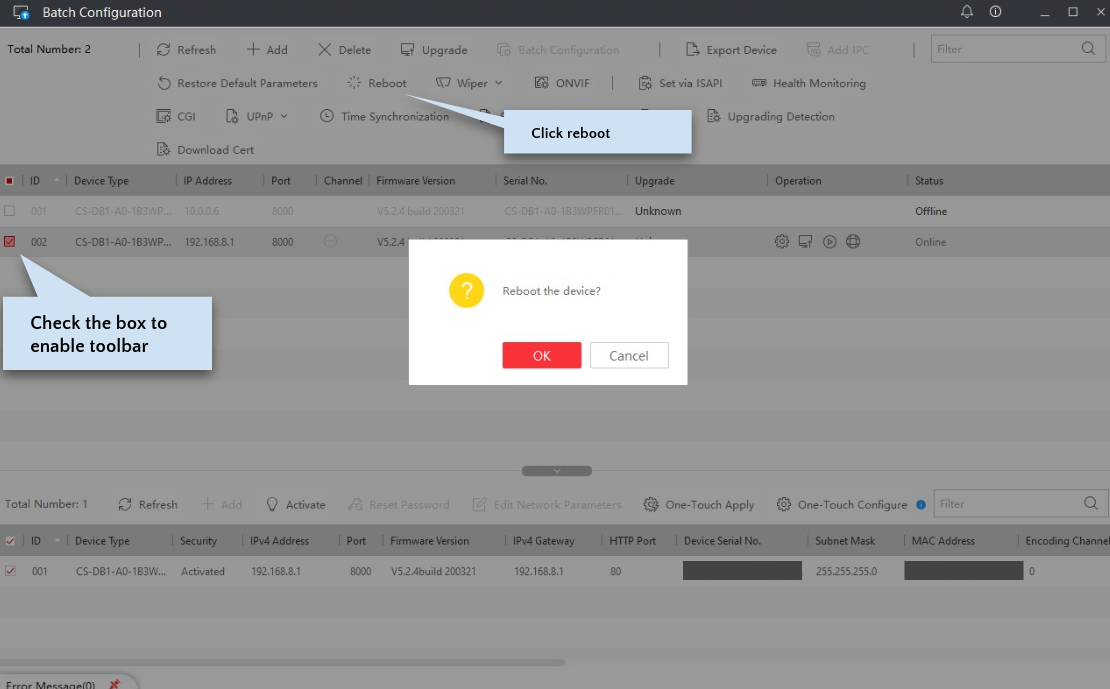 Batch Configuration
Total Number: 2
Refresh Add Delete Upgrade Batch Configuration Export Device Add IPC Filter
Restore Default Parameters Reboot Wiper ONVIF Set via ISAPI Health Monitoring
CGI UPnP Time Synchronization Upgrading Detection
Click reboot
Download Cert
ID Device Type IP Address Port Channel Firmware Version Serial No. Upgrade Operation Status
001 CS-DB1-A0-1B3WP... 10.0.0.6 8000 V5.2.4 build 200321 CS-DB1-A0-1B3WPFR01... Unknown Offline
002 CS-DB1-A0-1B3WP... 192.168.8.1 8000 V5.2.4 Online
Reboot the device?
Check the box to
enable toolbar
OK Cancel
Total Number: 1 Refresh Add Activate Reset Password Edit Network Parameters One-Touch Apply One-Touch Configure Filter
ID Device Type Security IPv4 Address Port Firmware Version IPv4 Gateway HTTP Port Device Serial No. Subnet Mask MAC Address Encoding Channel
001 CS-DB1-A0-1B3W... Activated 192.168.8.1 8000 V5.2.4build 200321 192.168.8.1 80 255.255.255.0 0
Error Message(0)